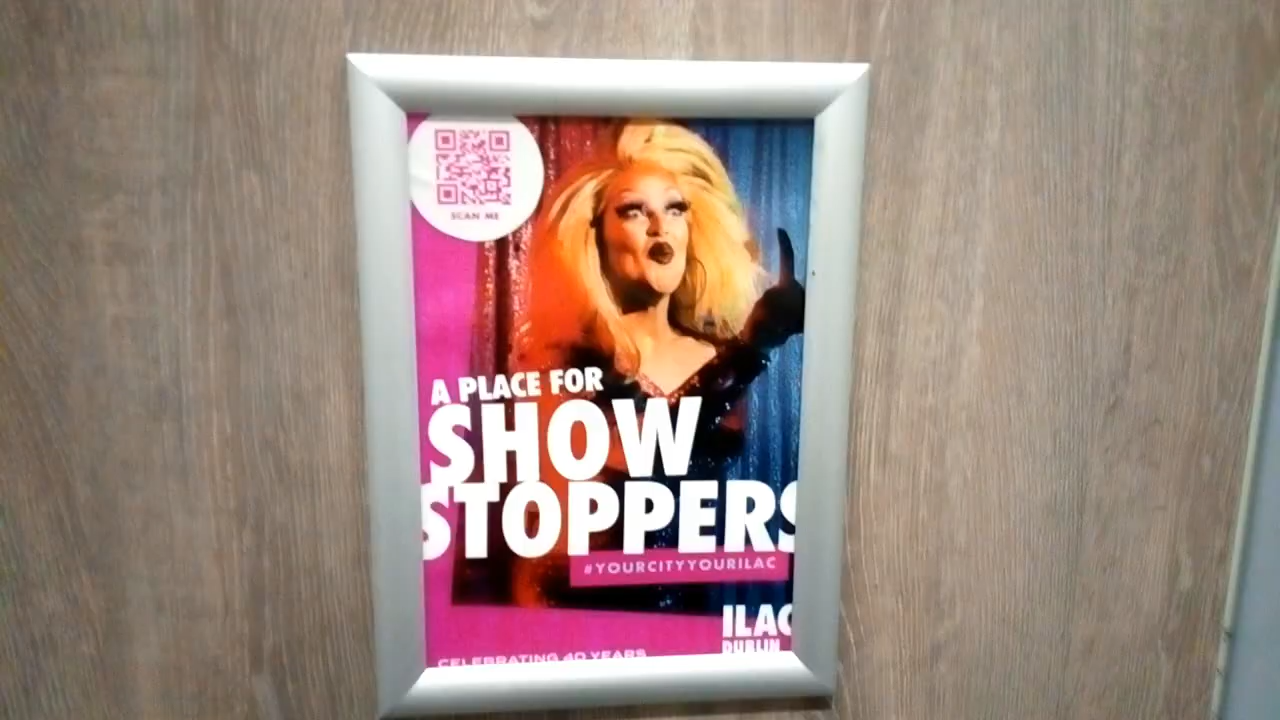 SCAN ME
A PLACE FOR
SHOW
STOPPERS
#YOURCITYYOURILAC
ILAC
DUBLIN
CELEBRATING 40 YEARS